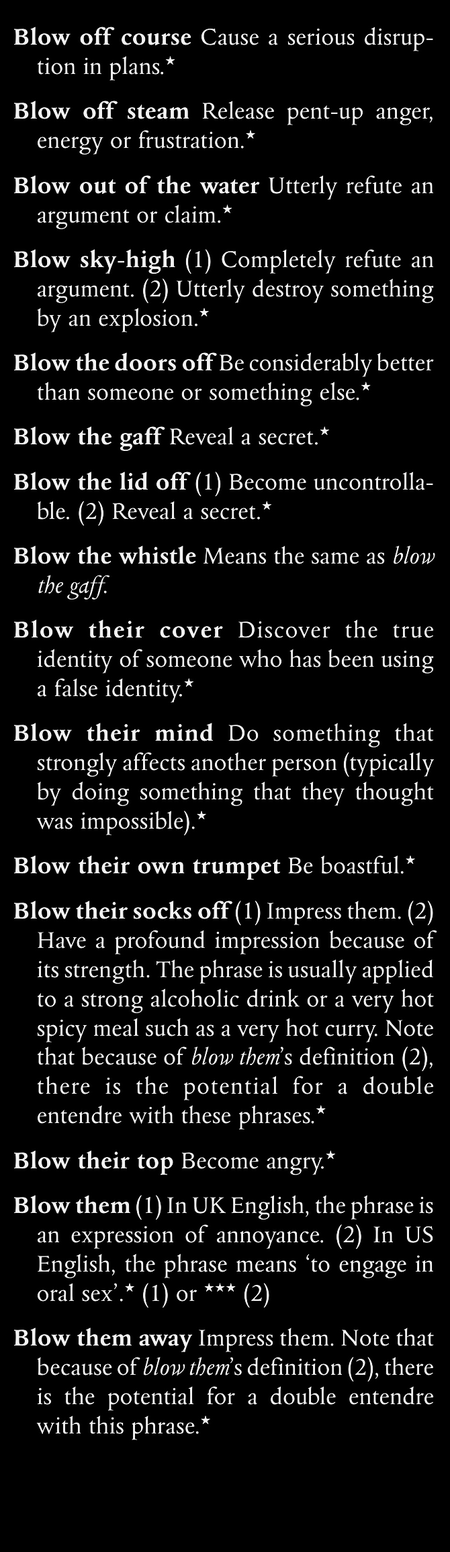 Blow off course Cause a serious disrup-
tion in plans.★
Blow off steam Release pent-up anger,
energy or frustration.★
Blow out of the water Utterly refute an
argument or claim.★
Blow sky-high (1) Completely refute an
argument. (2) Utterly destroy something
by an explosion.★
Blow the doors off Be considerably better
than someone or something else.★
Blow the gaff Reveal a secret.★
Blow the lid off (1) Become uncontrolla-
ble. (2) Reveal a secret.★
Blow the whistle Means the same as blow
the gaff.
Blow their cover Discover the true
identity of someone who has been using
a false identity.★
Blow their mind Do something that
strongly affects another person (typically
by doing something that they thought
was impossible).★
Blow their own trumpet Be boastful.★
Blow their socks off (1) Impress them. (2)
Have a profound impression because of
its strength. The phrase is usually applied
to a strong alcoholic drink or a very hot
spicy meal such as a very hot curry. Note
that because of blow them's definition (2),
there is the potential for a double
entendre with these phrases.★
Blow their top Become angry.★
Blow them (1) In UK English, the phrase is
an expression of annoyance. (2) In US
English, the phrase means ‘to engage in
oral sex’.★ (1) or ★★★ (2)
Blow them away Impress them. Note that
because of blow them's definition (2), there
is the potential for a double entendre
with this phrase.★